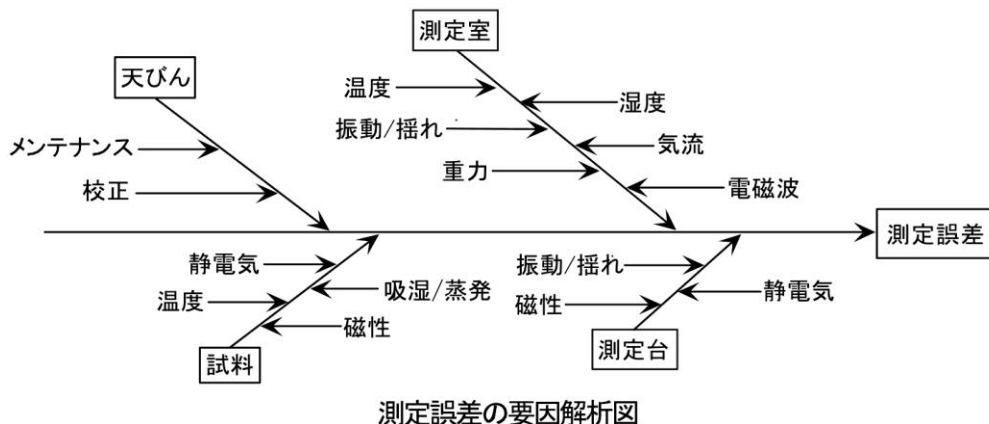 測定室
天びん
温度
湿度
振動/揺れ
メンテナンス
気流
重力
校正
電磁波
測定誤差
静電気
振動/揺れ
吸湿/蒸発
静電気
温度
磁性
磁性
試料
測定台
測定誤差の要因解析図